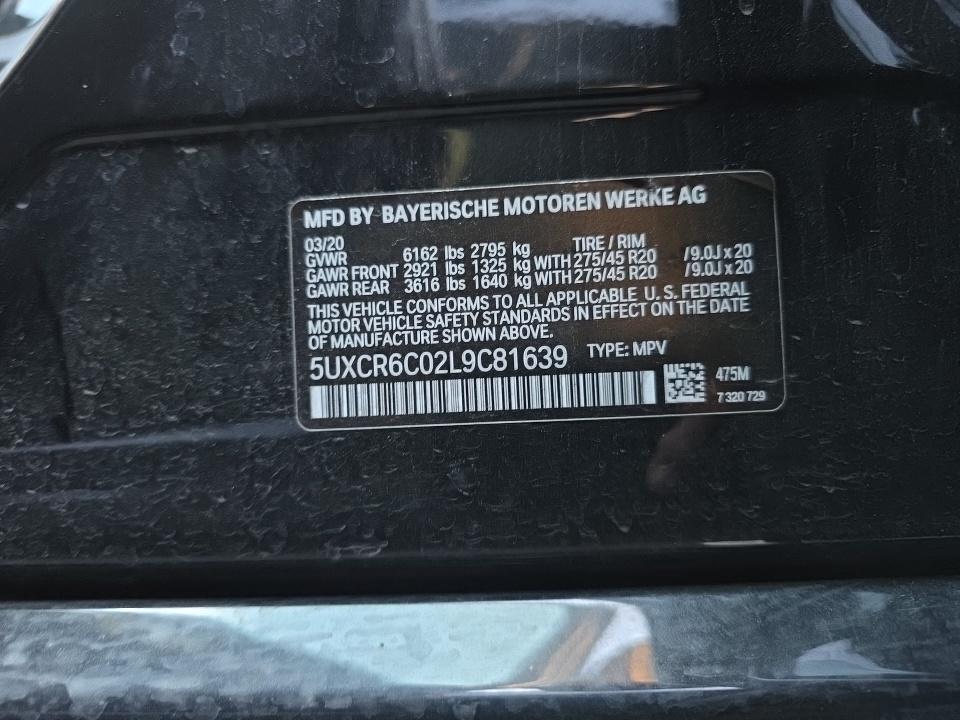 MFD BY BAYERISCHE MOTOREN WERKE AG
03/20 TIRE / RIM
GVWR 6162 lbs 2795 kg
GAWR FRONT 2921 lbs 1325 kg WITH 275/45 R20 /9.0J x 20
GAWR REAR 3616 lbs 1640 kg WITH 275/45 R20 /9.0J x 20
THIS VEHICLE CONFORMS TO ALL APPLICABLE U. S. FEDERAL
MOTOR VEHICLE SAFETY STANDARDS IN EFFECT ON THE DATE
OF MANUFACTURE SHOWN ABOVE.
5UXCR6C02L9C81639 TYPE: MPV
475M
7 320 729